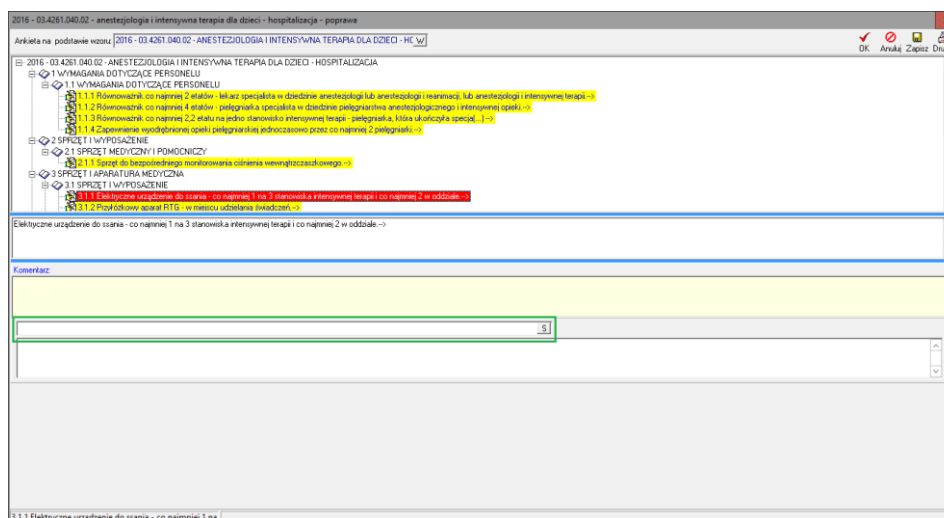 2016 - 03.4261.040.02 - anestezjologia i intensywna terapia dla dzieci - hospitalizacja - poprawa
Ankieta na podstawie wzoru: 2016 - 03.4261.040.02 - ANESTEZJOLOGIA I INTENSYWNA TERAPIA DLA DZIECI - HC W
OK Anuluj Zapisz Dru
2016 - 03.4261.040.02 - ANESTEZJOLOGIA I INTENSYWNA TERAPIA DLA DZIECI - HOSPITALIZACJA
1 WYMAGANIA DOTYCZĄCE PERSONELU
1.1 WYMAGANIA DOTYCZĄCE PERSONELU
1.1.1 Równoważnik co najmniej 2 etatów - lekarz specjalista w dziedzinie anestezjologii lub anestezjologii i reanimacji, lub anestezjologii i intensywnej terapii.-->
1.1.2 Równoważnik co najmniej 4 etatów - pielęgniarka specjalista w dziedzinie pielęgniarstwa anestezjologicznego i intensywnej opieki.-->
1.1.3 Równoważnik co najmniej 2,2 etatu na jedno stanowisko intensywnej terapii - pielęgniarka, która ukończyła specja(...)-->
1.1.4 Zapewnienie wyodrębnionej opieki pielęgniarskiej jednoczasowo przez co najmniej 2 pielęgniarki.-->
2 SPRZĘT I WYPOSAŻENIE
2.1 SPRZĘT MEDYCZNY I POMOCNICZY
2.1.1 Sprzęt do bezpośredniego monitorowania ciśnienia wewnątrzczaszkowego.-->
3 SPRZĘT I APARATURA MEDYCZNA
3.1 SPRZĘT I WYPOSAŻENIE
3.1.1 Elektryczne urządzenie do ssania - co najmniej 1 na 3 stanowiska intensywnej terapii i co najmniej 2 w oddziale.-->
3.1.2 Przyłóżkowy aparat RTG - w miejscu udzielania świadczeń.-->
Elektryczne urządzenie do ssania - co najmniej 1 na 3 stanowiska intensywnej terapii i co najmniej 2 w oddziale.-->
Komentarz:
S
3.1.1 Elektryczne urządzenie do ssania - co najmniej 1 na